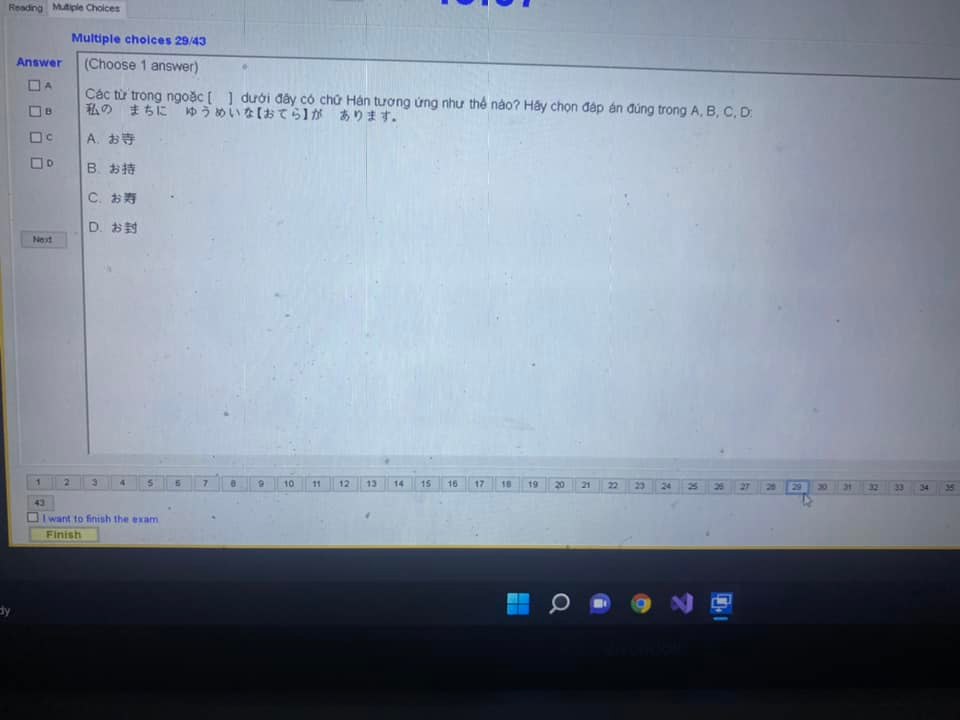 Reading Multiple Choices
Multiple choices 29/43
Answer
(Choose 1 answer)
A
B
C
D
Các từ trong ngoặc [ ] dưới đây có chữ Hán tương ứng như thế nào? Hãy chọn đáp án đúng trong A, B, C, D:
私の まちに ゆうめいな【おてら】が あります。
A. お寺
B. お持
C. お寿
D. お封
Next
1 2 3 4 5 6 7 8 9 10 11 12 13 14 15 16 17 18 19 20 21 22 23 24 25 26 27 28 29 30 31 32 33 34 35
43
I want to finish the exam.
Finish